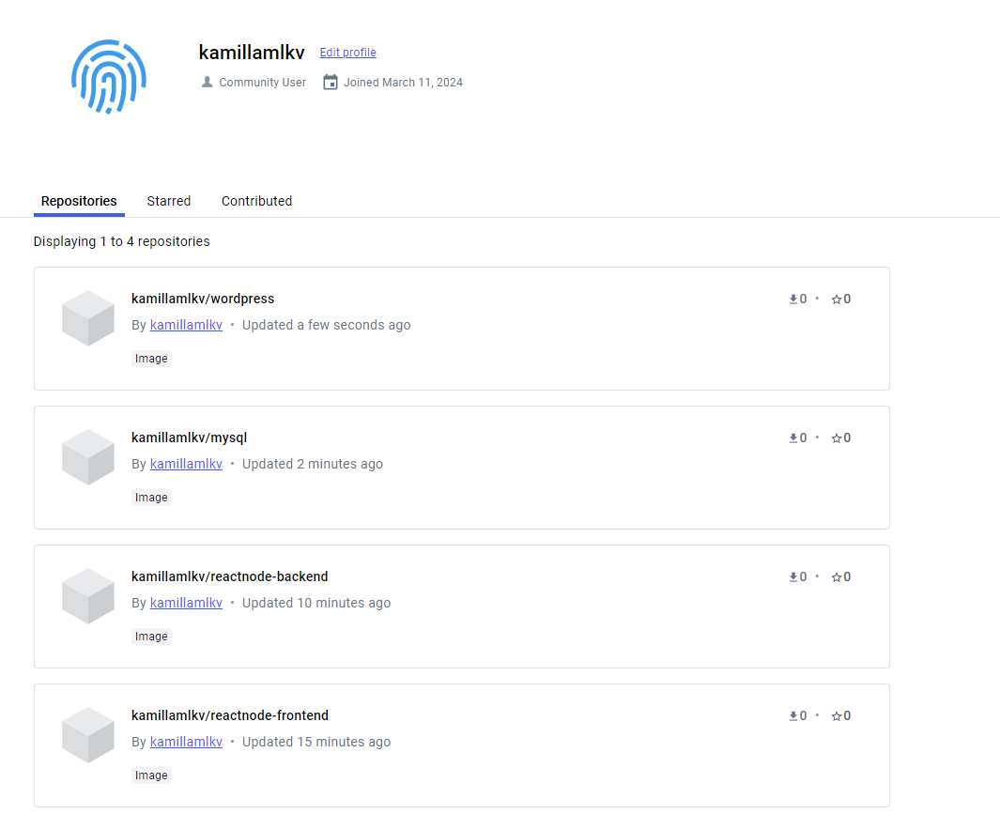 kamillamlkv Edit profile
Community User Joined March 11, 2024
Repositories Starred Contributed
Displaying 1 to 4 repositories
kamillamlkv/wordpress 0 • 0
By kamillamlkv • Updated a few seconds ago
Image
kamillamlkv/mysql 0 • 0
By kamillamlkv • Updated 2 minutes ago
Image
kamillamlkv/reactnode-backend 0 • 0
By kamillamlkv • Updated 10 minutes ago
Image
kamillamlkv/reactnode-frontend 0 • 0
By kamillamlkv • Updated 15 minutes ago
Image